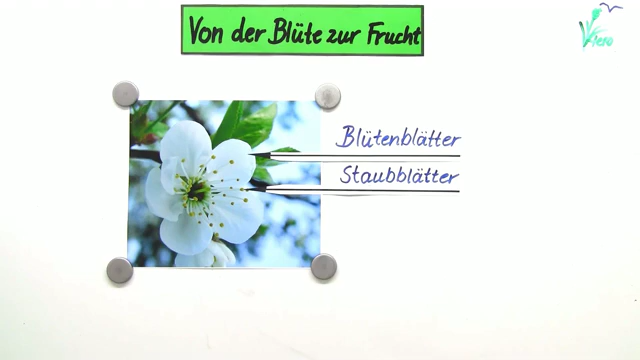 Von der Blüte zur Frucht
Blütenblätter
Staubblätter